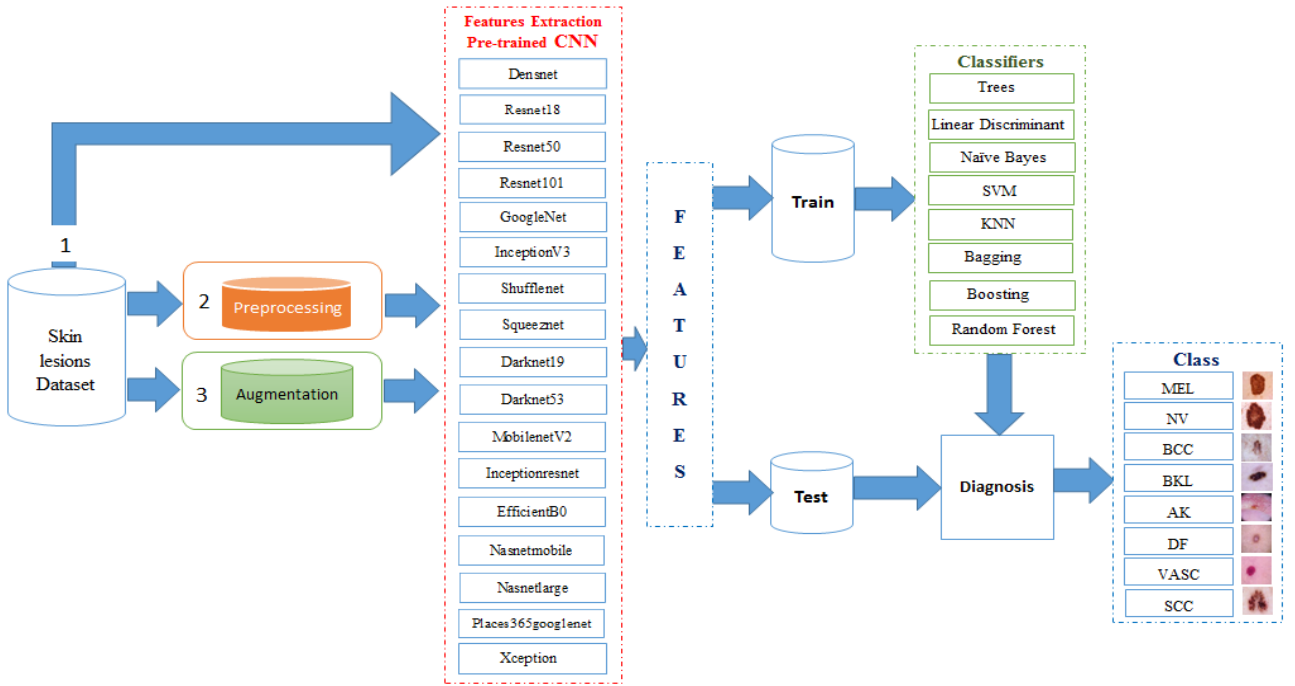 1
Skin
lesions
Dataset
2
Preprocessing
3
Augmentation
Features Extraction
Pre-trained CNN
Densnet
Resnet18
Resnet50
Resnet101
GoogleNet
InceptionV3
Shufflenet
Squeeznet
Darknet19
Darknet53
MobilenetV2
Inceptionresnet
EfficientB0
Nasnetmobile
Nasnetlarge
Places365googlenet
Xception
F
E
A
T
U
R
E
S
Train
Test
Classifiers
Trees
Linear Discriminant
Naïve Bayes
SVM
KNN
Bagging
Boosting
Random Forest
Diagnosis
Class
MEL
NV
BCC
BKL
AK
DF
VASC
SCC